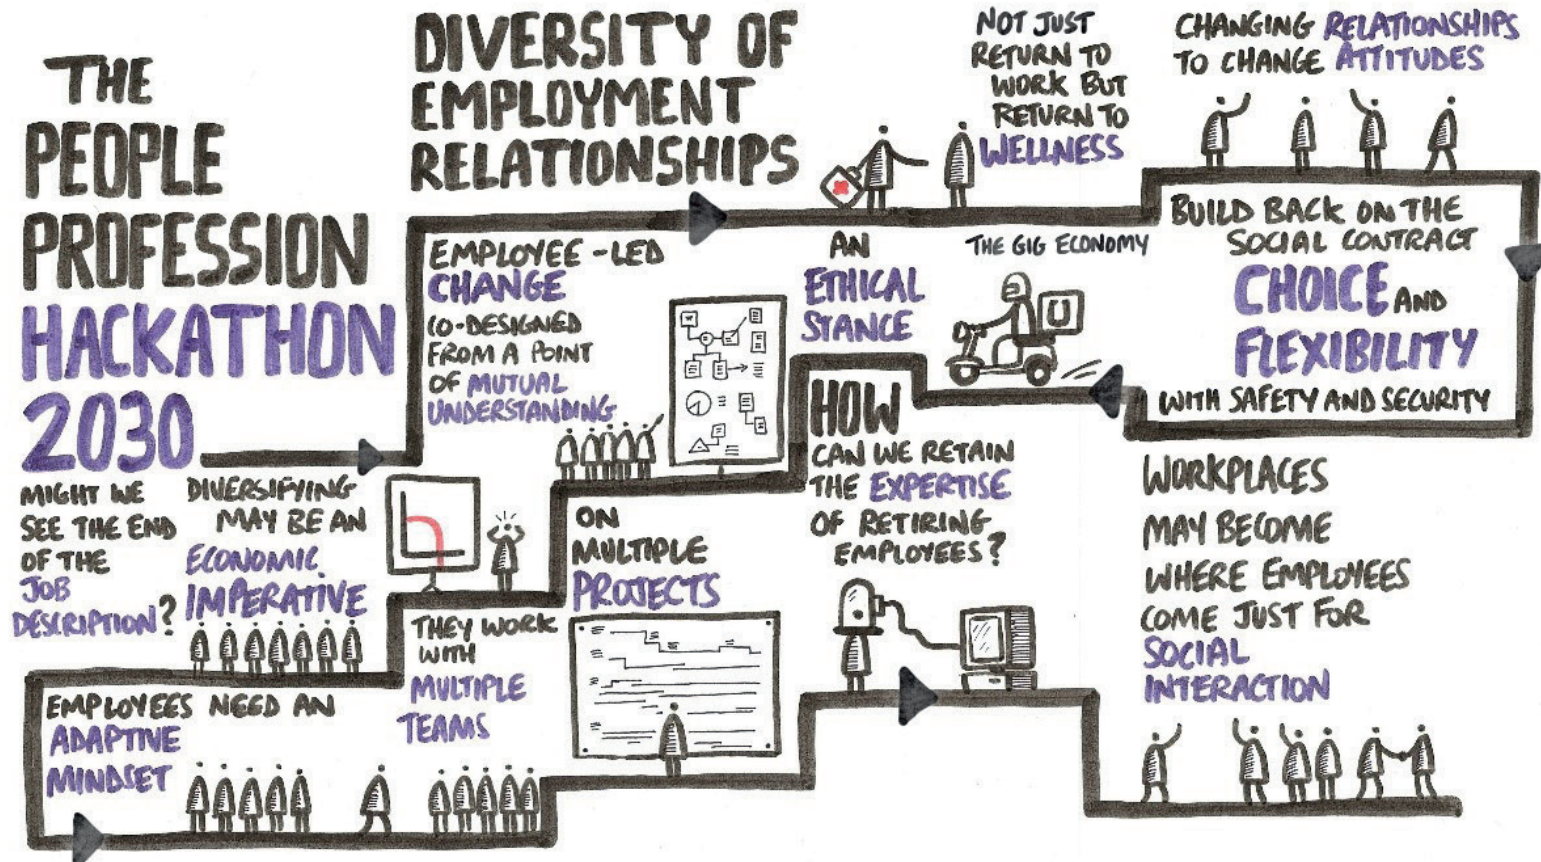 THE
PEOPLE
PROFESSION
HACKATHON
2030
DIVERSITY OF
EMPLOYMENT
RELATIONSHIPS
EMPLOYEE-LED
CHANGE
CO-DESIGNED
FROM A POINT
OF MUTUAL
UNDERSTANDING
NOT JUST
RETURN TO
WORK BUT
RETURN TO
WELLNESS
CHANGING RELATIONSHIPS
TO CHANGE ATTITUDES
BUILD BACK ON THE
SOCIAL CONTRACT
CHOICE AND
FLEXIBILITY
WITH SAFETY AND SECURITY
THE GIG ECONOMY
AN
ETHICAL
STANCE
MIGHT WE
SEE THE END
OF THE
JOB
DESCRIPTION?
DIVERSIFYING
MAY BE AN
ECONOMIC
IMPERATIVE
EMPLOYEES NEED AN
ADAPTIVE
MINDSET
THEY WORK
WITH
MULTIPLE
TEAMS
ON
MULTIPLE
PROJECTS
HOW
CAN WE RETAIN
THE EXPERTISE
OF RETIRING
EMPLOYEES?
WORKPLACES
MAY BECOME
WHERE EMPLOYEES
COME JUST FOR
SOCIAL
INTERACTION